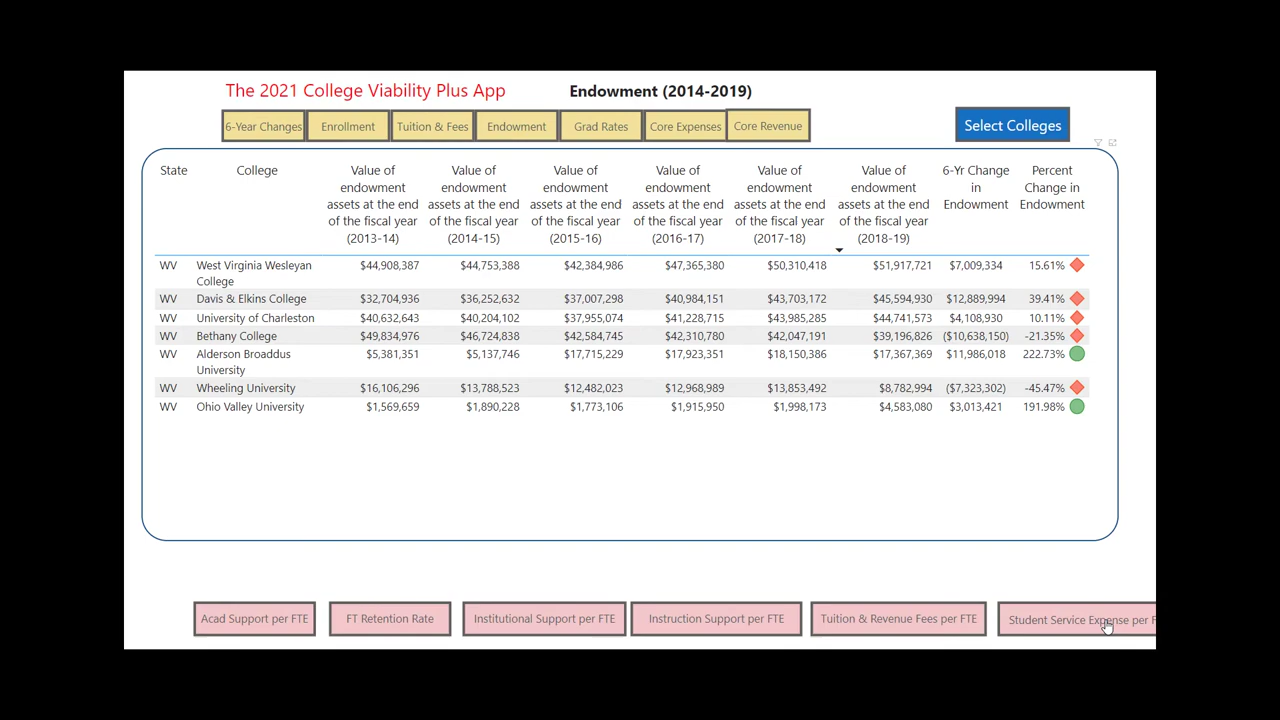 The 2021 College Viability Plus App Endowment (2014-2019)
6-Year Changes Enrollment Tuition & Fees Endowment Grad Rates Core Expenses Core Revenue Select Colleges
State College Value of endowment assets at the end of the fiscal year (2013-14) Value of endowment assets at the end of the fiscal year (2014-15) Value of endowment assets at the end of the fiscal year (2015-16) Value of endowment assets at the end of the fiscal year (2016-17) Value of endowment assets at the end of the fiscal year (2017-18) Value of endowment assets at the end of the fiscal year (2018-19) 6-Yr Change in Endowment Percent Change in Endowment
WV West Virginia Wesleyan College $44,908,387 $44,753,388 $42,384,986 $47,365,380 $50,310,418 $51,917,721 $7,009,334 15.61%
WV Davis & Elkins College $32,704,936 $36,252,632 $37,007,298 $40,984,151 $43,703,172 $45,594,930 $12,889,994 39.41%
WV University of Charleston $40,632,643 $40,204,102 $37,955,074 $41,228,715 $43,985,285 $44,741,573 $4,108,930 10.11%
WV Bethany College $49,834,976 $46,724,838 $42,584,745 $42,310,780 $42,047,191 $39,196,826 ($10,638,150) -21.35%
WV Alderson Broaddus University $5,381,351 $5,137,746 $17,715,229 $17,923,351 $18,150,386 $17,367,369 $11,986,018 222.73%
WV Wheeling University $16,106,296 $13,788,523 $12,482,023 $12,968,989 $13,853,492 $8,782,994 ($7,323,302) -45.47%
WV Ohio Valley University $1,569,659 $1,890,228 $1,773,106 $1,915,950 $1,998,173 $4,583,080 $3,013,421 191.98%
Acad Support per FTE FT Retention Rate Institutional Support per FTE Instruction Support per FTE Tuition & Revenue Fees per FTE Student Service Expense per F